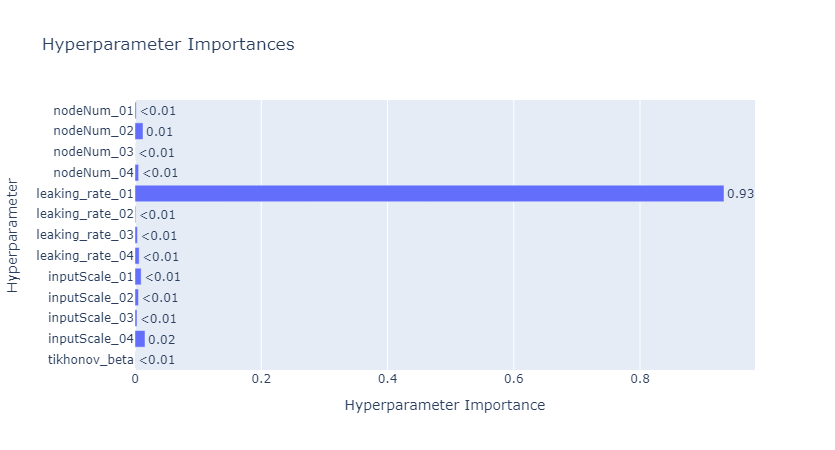 Hyperparameter Importances
Hyperparameter
nodeNum_01 <0.01
nodeNum_02 0.01
nodeNum_03 <0.01
nodeNum_04 <0.01
leaking_rate_01 0.93
leaking_rate_02 <0.01
leaking_rate_03 <0.01
leaking_rate_04 <0.01
inputScale_01 <0.01
inputScale_02 <0.01
inputScale_03 <0.01
inputScale_04 0.02
tikhonov_beta <0.01
0 0.2 0.4 0.6 0.8
Hyperparameter Importance